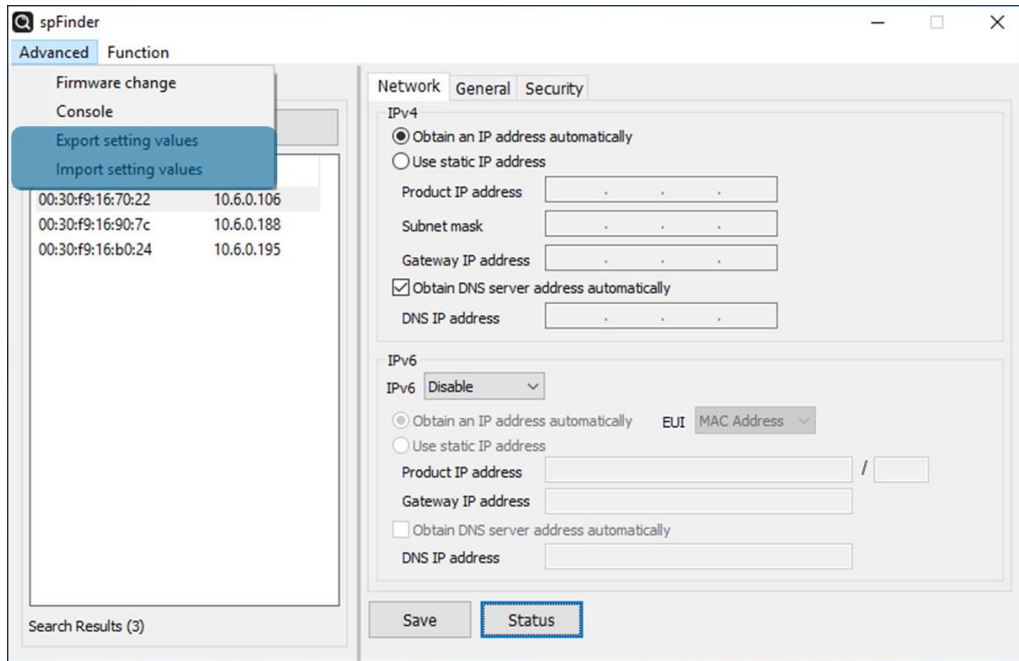 spFinder
Advanced Function
Firmware change
Console
Export setting values
Import setting values
00:30:f9:16:70:22 10.6.0.106
00:30:f9:16:90:7c 10.6.0.188
00:30:f9:16:b0:24 10.6.0.195
Search Results (3)
Network General Security
IPv4
Obtain an IP address automatically
Use static IP address
Product IP address . . .
Subnet mask . . .
Gateway IP address . . .
Obtain DNS server address automatically
DNS IP address . . .
IPv6
IPv6 Disable
Obtain an IP address automatically EUI MAC Address
Use static IP address
Product IP address /
Gateway IP address
Obtain DNS server address automatically
DNS IP address
Save Status